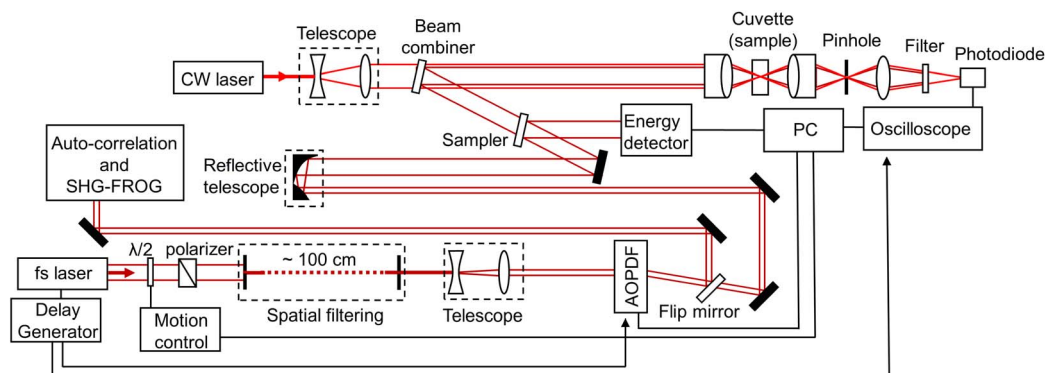 Telescope
Beam
combiner
Cuvette
(sample)
Pinhole
Filter
Photodiode
CW laser
Sampler
Energy
detector
PC
Oscilloscope
Auto-correlation
and
SHG-FROG
Reflective
telescope
λ/2
polarizer
fs laser
~ 100 cm
AOPDF
Delay
Generator
Motion
control
Spatial filtering
Telescope
Flip mirror